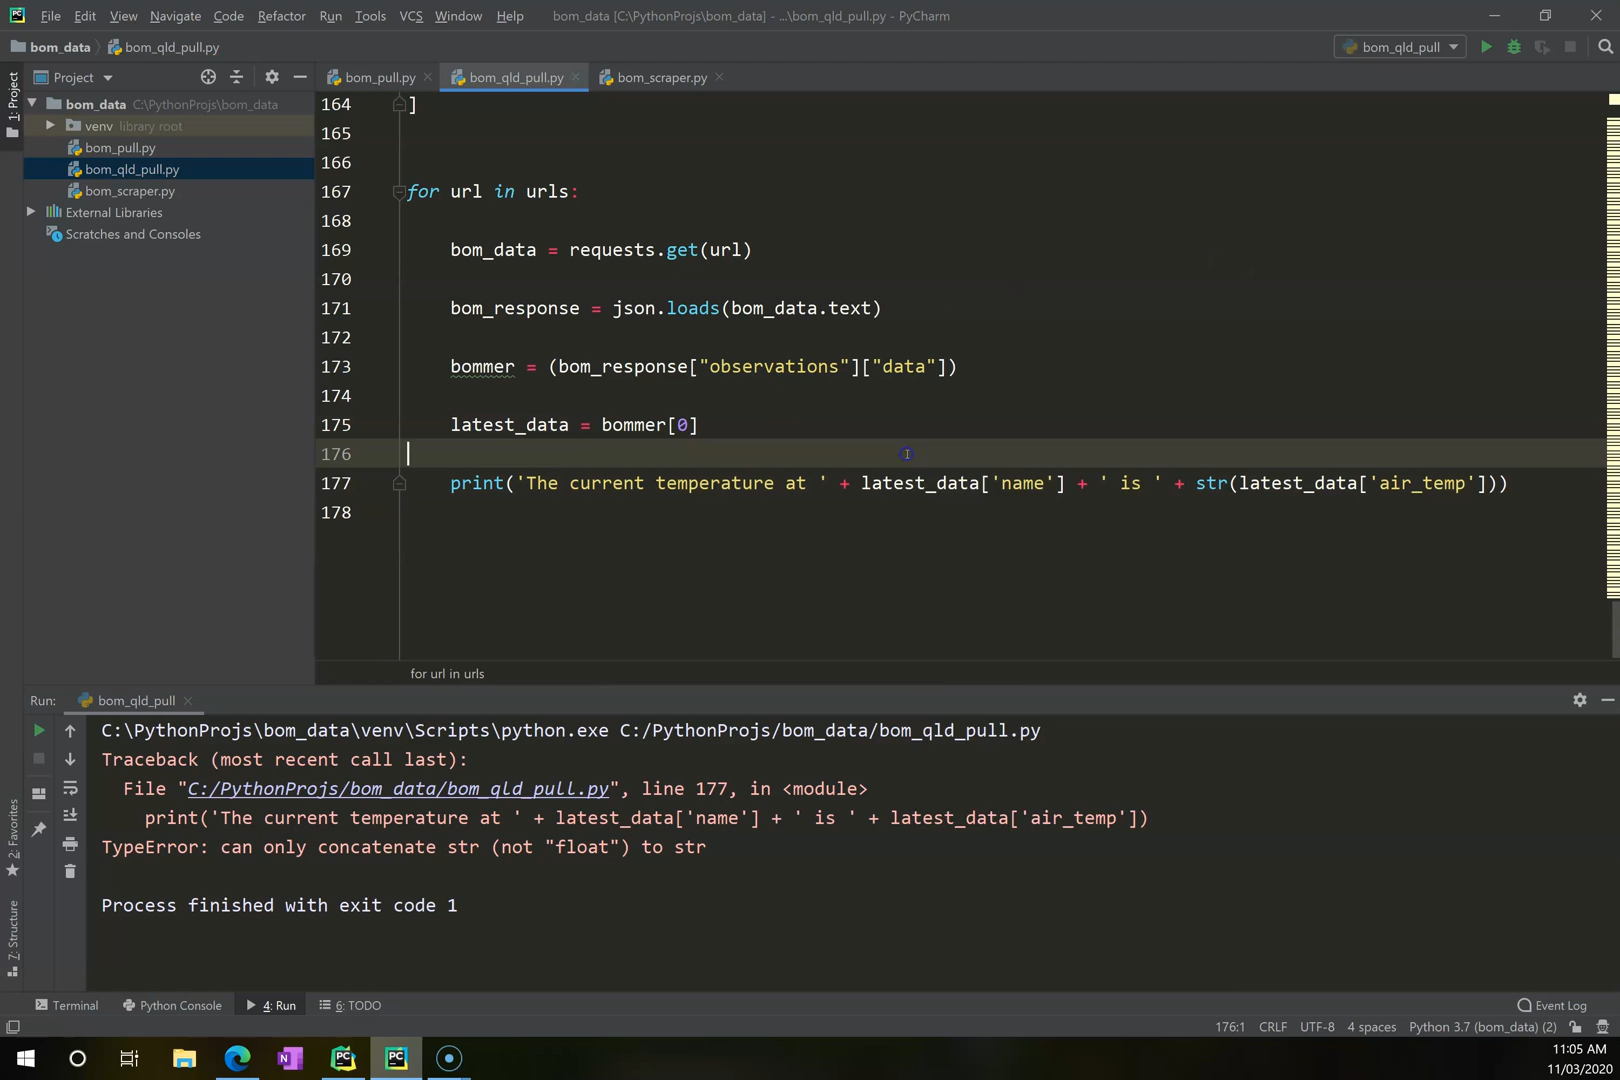 File Edit View Navigate Code Refactor Run Tools VCS Window Help bom_data [C:\PythonProjs\bom_data] - ...\bom_qld_pull.py - PyCharm
bom_data bom_qld_pull.py bom_qld_pull
Project bom_pull.py bom_qld_pull.py bom_scraper.py
1: Project
bom_data C:\PythonProjs\bom_data
venv library root
bom_pull.py
bom_qld_pull.py
bom_scraper.py
External Libraries
Scratches and Consoles
164 ]
165
166
167 for url in urls:
168
169 bom_data = requests.get(url)
170
171 bom_response = json.loads(bom_data.text)
172
173 bommer = (bom_response["observations"]["data"])
174
175 latest_data = bommer[0]
176
177 print('The current temperature at ' + latest_data['name'] + ' is ' + str(latest_data['air_temp']))
178
for url in urls
Run: bom_qld_pull
C:\PythonProjs\bom_data\venv\Scripts\python.exe C:/PythonProjs/bom_data/bom_qld_pull.py
Traceback (most recent call last):
File "C:/PythonProjs/bom_data/bom_qld_pull.py", line 177, in <module>
print('The current temperature at ' + latest_data['name'] + ' is ' + latest_data['air_temp'])
TypeError: can only concatenate str (not "float") to str
Process finished with exit code 1
2: Favorites
7: Structure
Terminal Python Console 4: Run 6: TODO Event Log
176:1 CRLF UTF-8 4 spaces Python 3.7 (bom_data) (2)
11:05 AM
11/03/2020